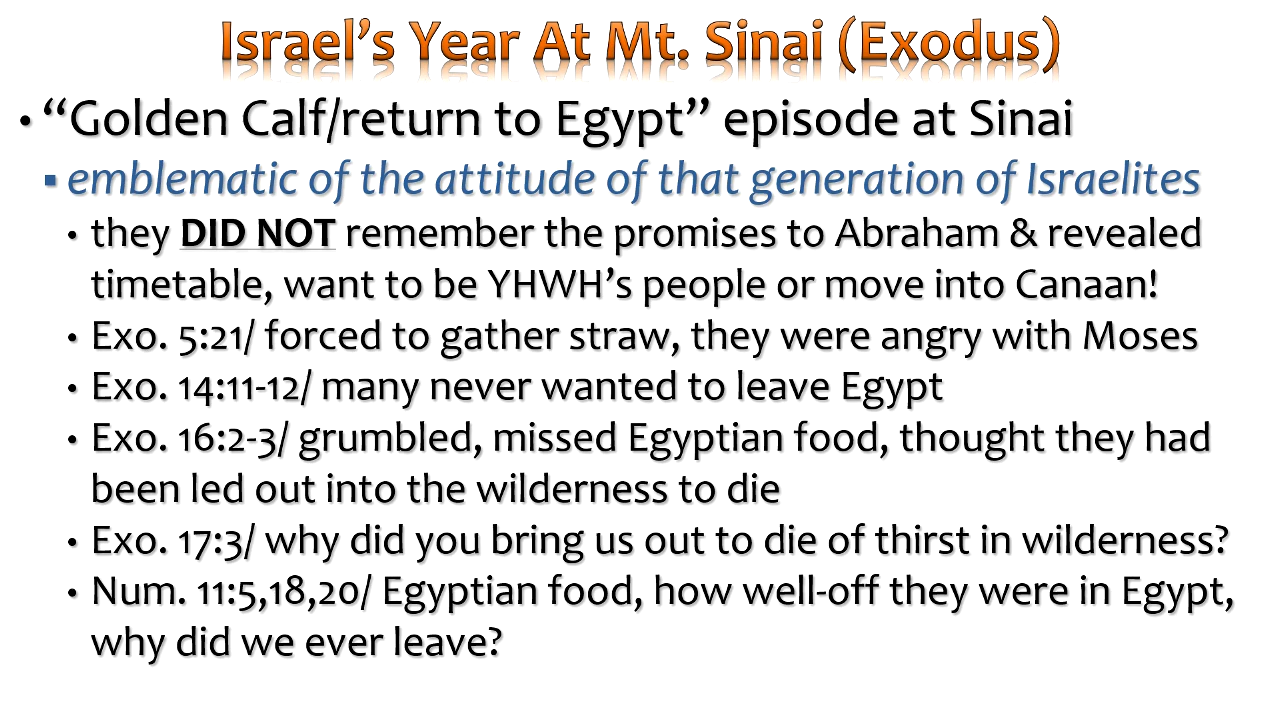 Israel’s Year At Mt. Sinai (Exodus)
• “Golden Calf/return to Egypt” episode at Sinai
▪ emblematic of the attitude of that generation of Israelites
• they DID NOT remember the promises to Abraham & revealed
timetable, want to be YHWH’s people or move into Canaan!
• Exo. 5:21/ forced to gather straw, they were angry with Moses
• Exo. 14:11-12/ many never wanted to leave Egypt
• Exo. 16:2-3/ grumbled, missed Egyptian food, thought they had
been led out into the wilderness to die
• Exo. 17:3/ why did you bring us out to die of thirst in wilderness?
• Num. 11:5,18,20/ Egyptian food, how well-off they were in Egypt,
why did we ever leave?